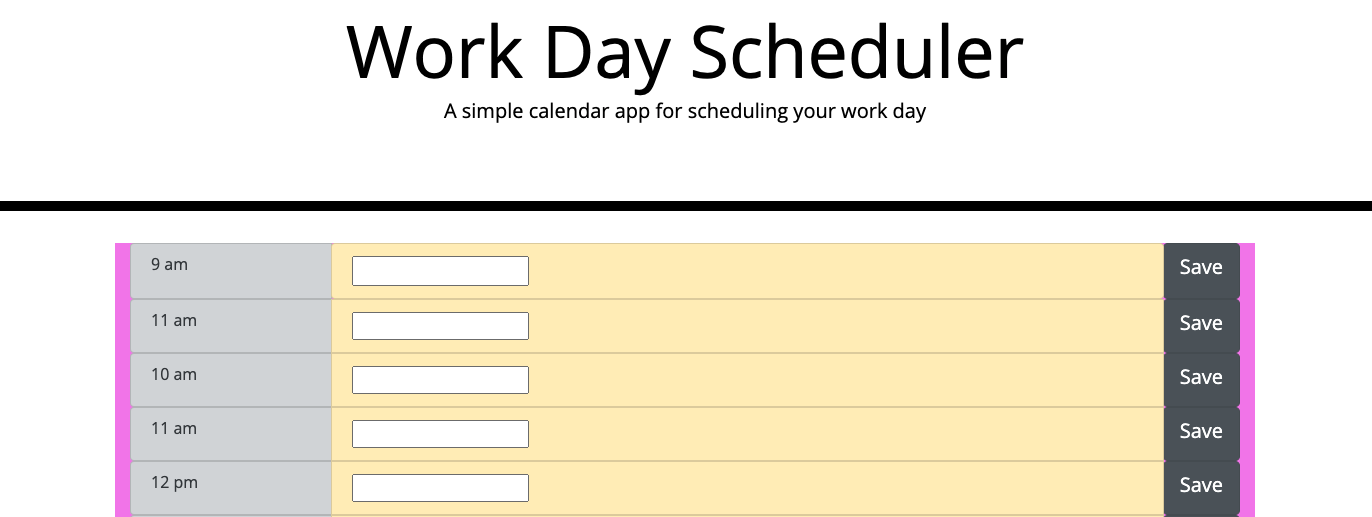 Work Day Scheduler
A simple calendar app for scheduling your work day
9 am Save
11 am Save
10 am Save
11 am Save
12 pm Save